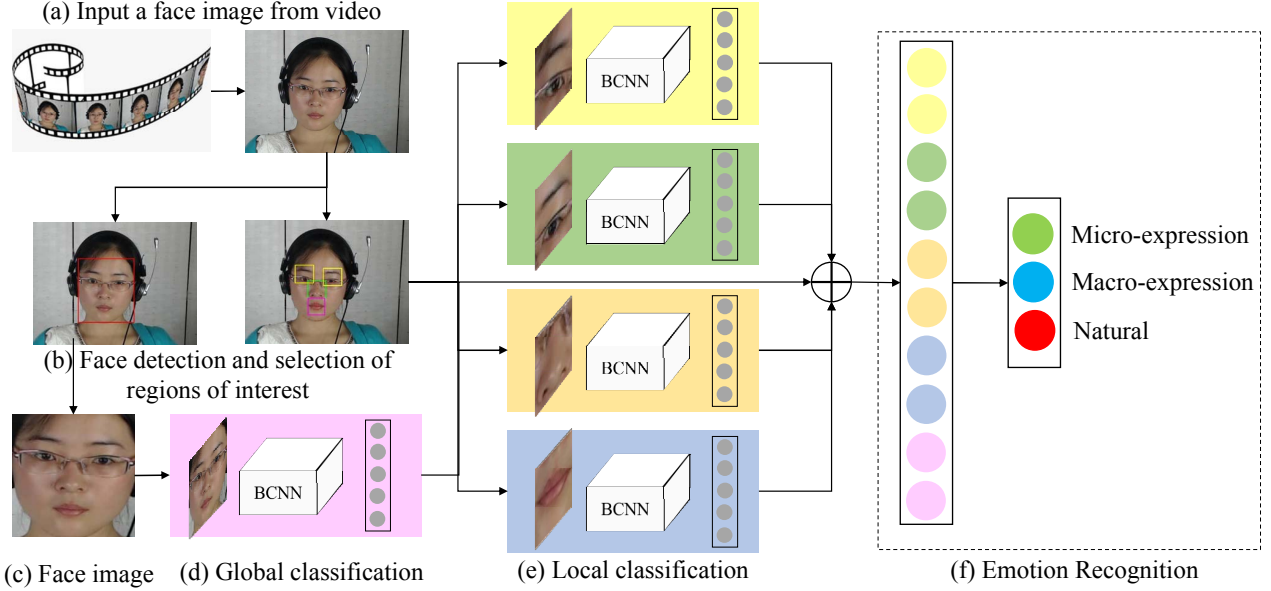 (a) Input a face image from video
BCNN
BCNN
Micro-expression
Macro-expression
Natural
(b) Face detection and selection of
regions of interest
BCNN
BCNN
BCNN
(c) Face image
(d) Global classification
(e) Local classification
(f) Emotion Recognition